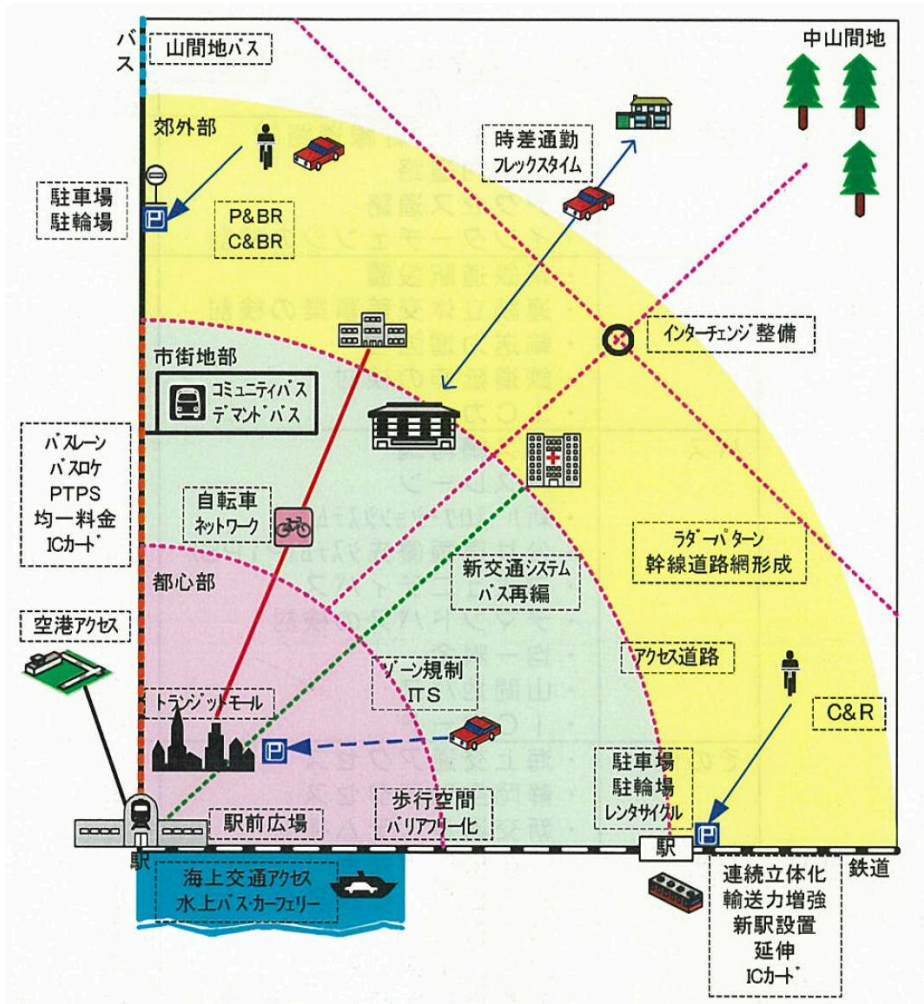 バス
山間地バス
中山間地
郊外部
時差通勤
フレックスタイム
駐車場
駐輪場
P
P&BR
C&BR
インターチェンジ整備
市街地部
コミュニティバス
デマンドバス
バスレーン
バスロケ
PTPS
均一料金
ICカード
自転車
ネットワーク
新交通システム
バス再編
ラダーパターン
幹線道路網形成
都心部
空港アクセス
ゾーン規制
ITS
アクセス道路
トランジットモール
C&R
P
駐車場
駐輪場
レンタサイクル
駅前広場
歩行空間
バリアフリー化
P
駅
駅
鉄道
海上交通アクセス
水上バス・カーフェリー
連続立体化
輸送力増強
新駅設置
延伸
ICカード